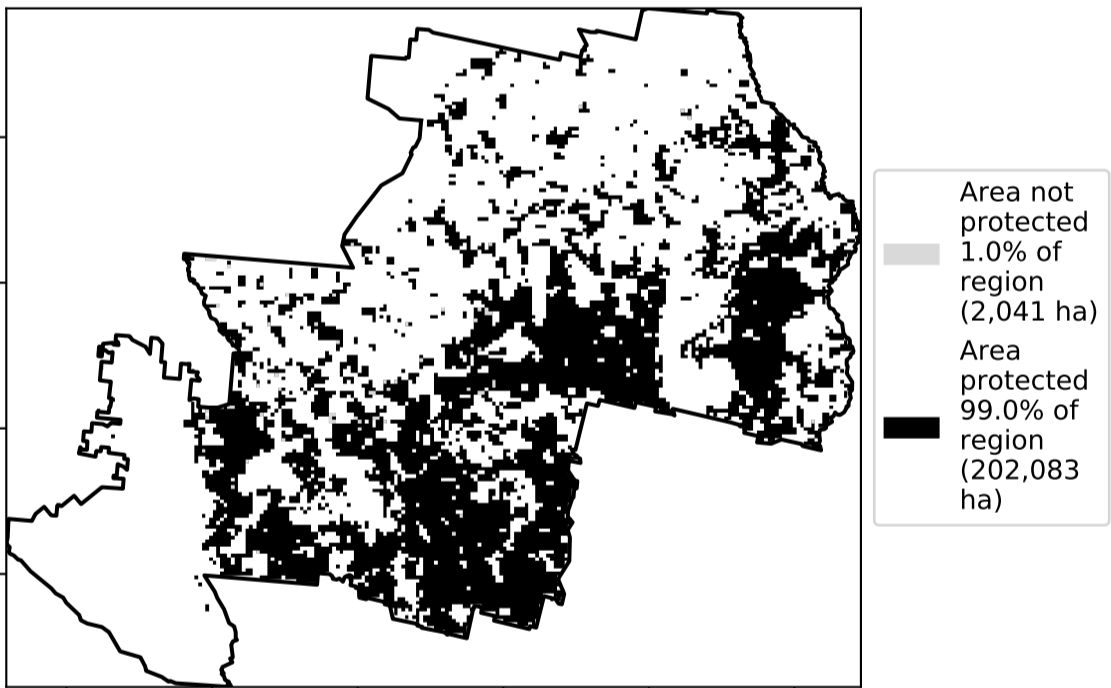 Area not
protected
1.0% of
region
(2,041 ha)
Area
protected
99.0% of
region
(202,083
ha)